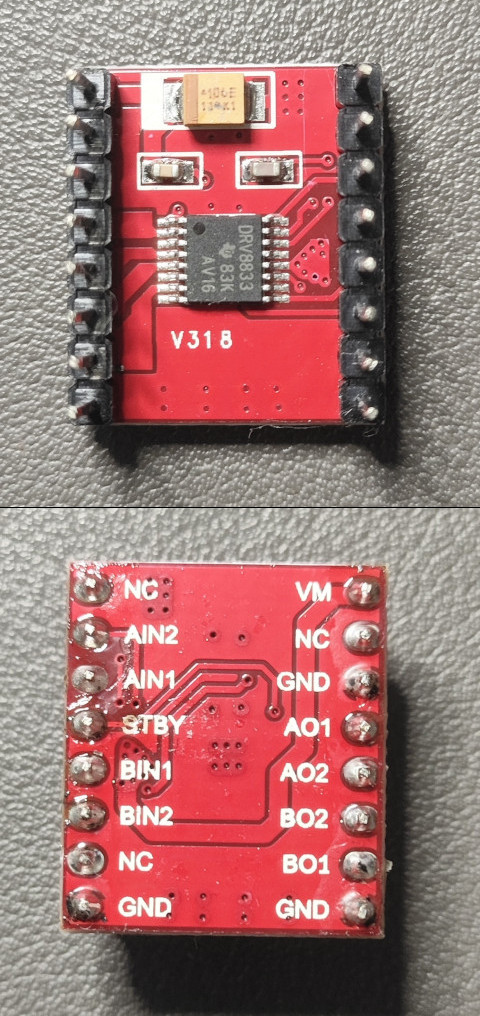 106E
V318
DRV8833
83K
AV16
NC VM
AIN2 NC
AIN1 GND
STBY AO1
BIN1 AO2
BIN2 BO2
NC BO1
GND GND